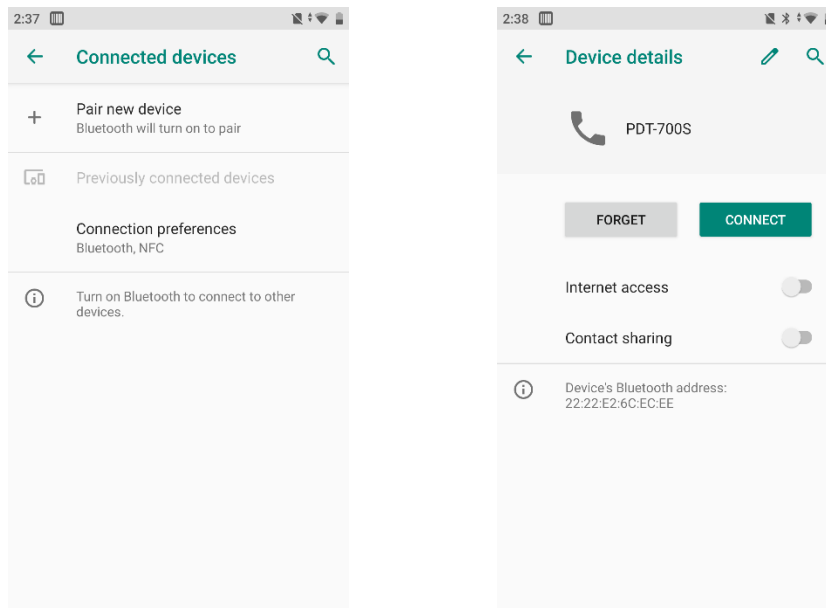 2:37
Connected devices
Pair new device
Bluetooth will turn on to pair
Previously connected devices
Connection preferences
Bluetooth, NFC
Turn on Bluetooth to connect to other
devices.
2:38
Device details
PDT-700S
FORGET
CONNECT
Internet access
Contact sharing
Device's Bluetooth address:
22:22:E2:6C:EC:EE